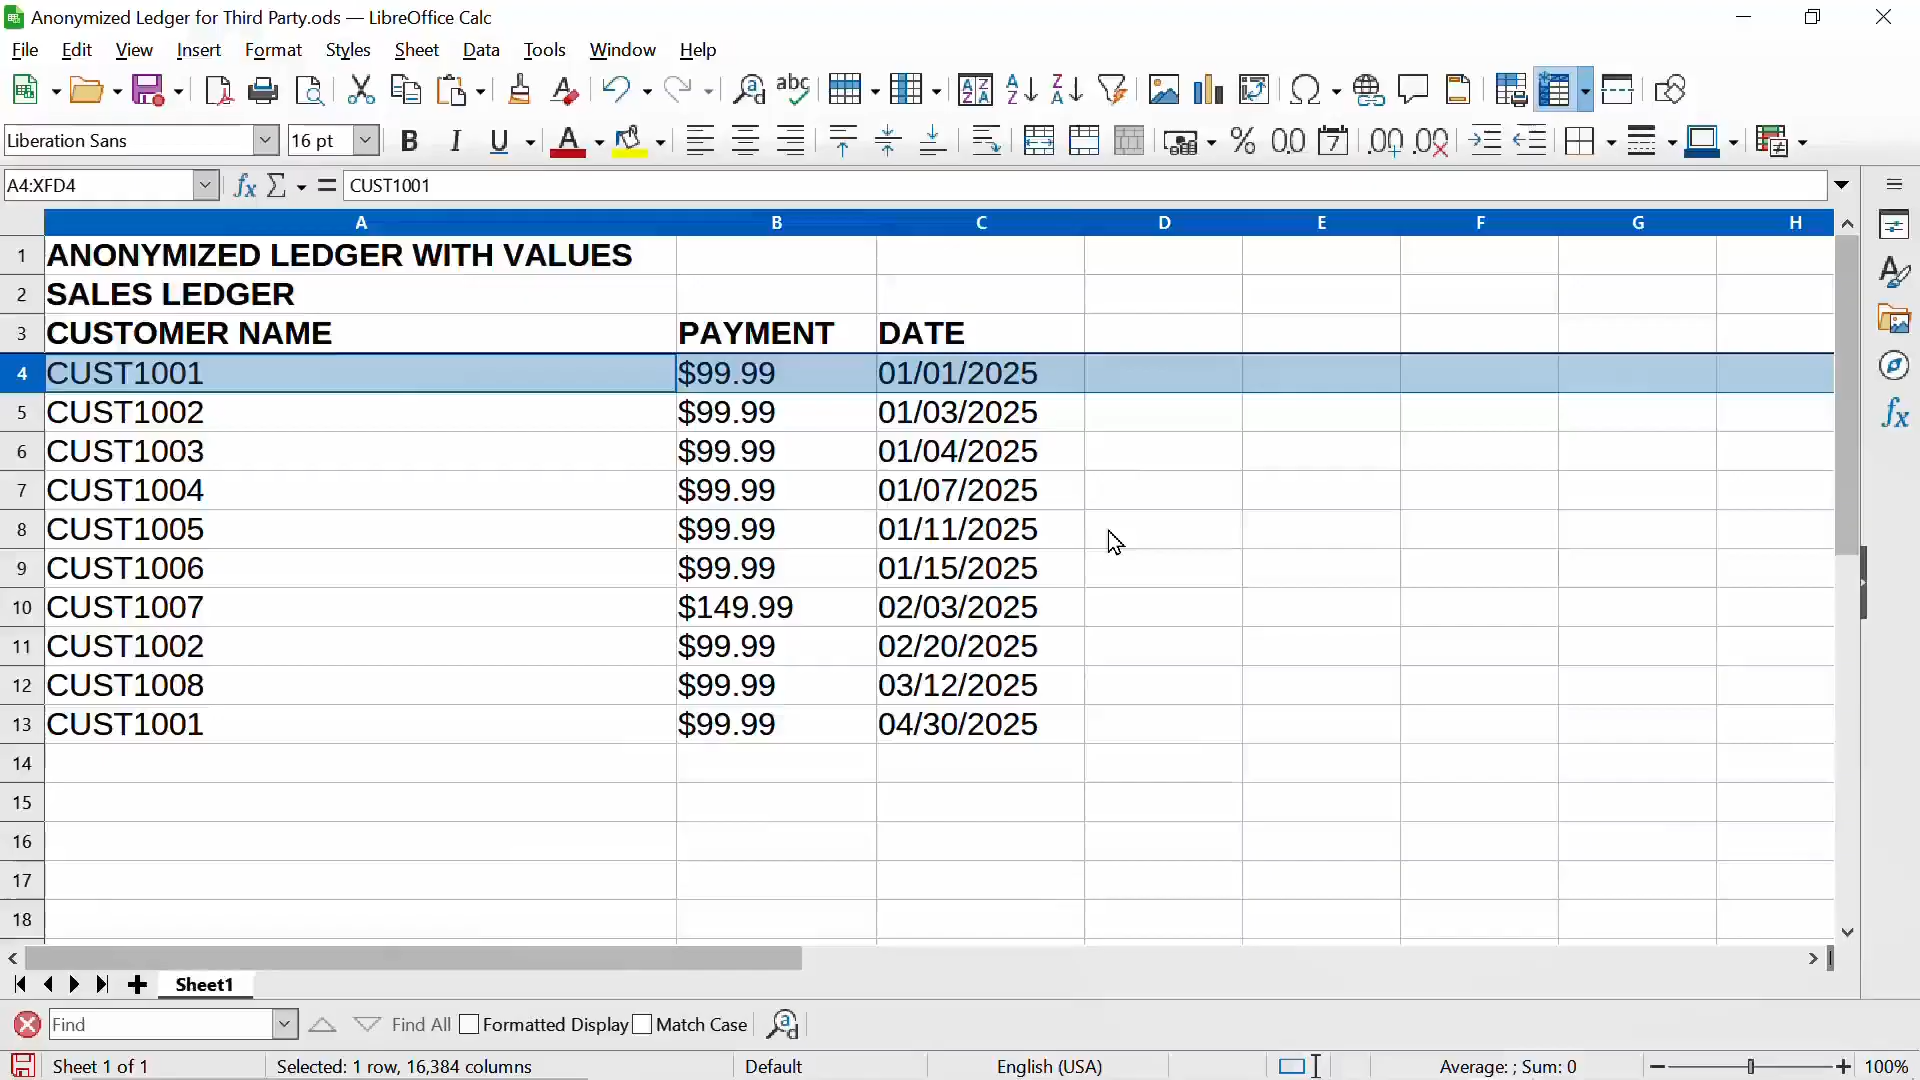 Anonymized Ledger for Third Party.ods — LibreOffice Calc
File Edit View Insert Format Styles Sheet Data Tools Window Help
Liberation Sans 16 pt
A4:XFD4 CUST1001
A B C D E F G H
1 ANONYMIZED LEDGER WITH VALUES
2 SALES LEDGER
3 CUSTOMER NAME PAYMENT DATE
4 CUST1001 $99.99 01/01/2025
5 CUST1002 $99.99 01/03/2025
6 CUST1003 $99.99 01/04/2025
7 CUST1004 $99.99 01/07/2025
8 CUST1005 $99.99 01/11/2025
9 CUST1006 $99.99 01/15/2025
10 CUST1007 $149.99 02/03/2025
11 CUST1002 $99.99 02/20/2025
12 CUST1008 $99.99 03/12/2025
13 CUST1001 $99.99 04/30/2025
14
15
16
17
18
Sheet1
Find Find All Formatted Display Match Case
Sheet 1 of 1 Selected: 1 row, 16,384 columns Default English (USA) Average: ; Sum: 0 100%